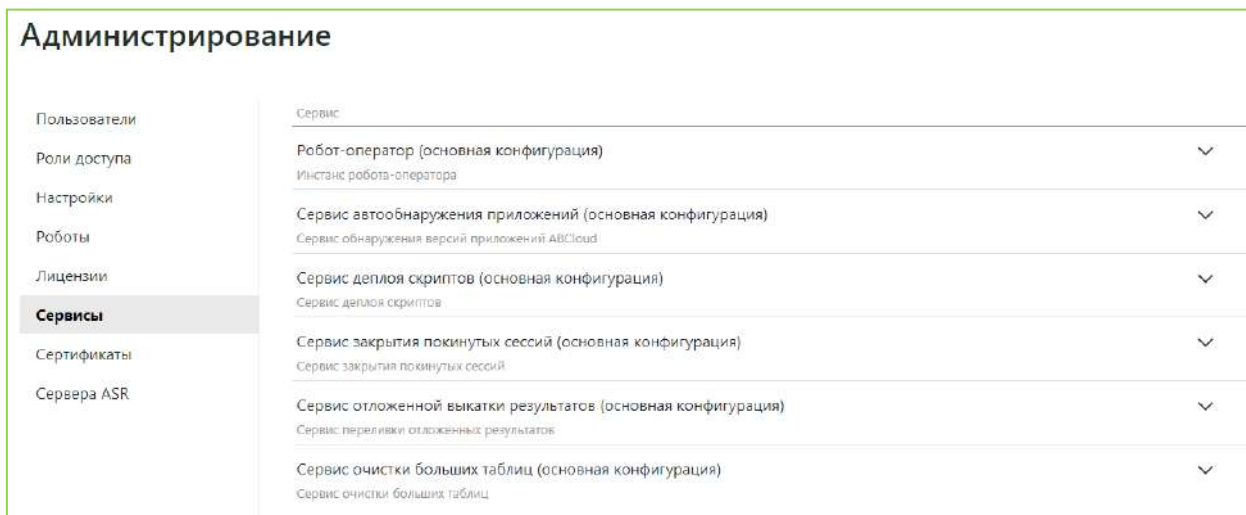 Администрирование
Пользователи
Роли доступа
Настройки
Роботы
Лицензии
Сервисы
Сертификаты
Сервера ASR
Сервис
Робот-оператор (основная конфигурация)
Инстанс робота-оператора
Сервис автообнаружения приложений (основная конфигурация)
Сервис обнаружения версий приложений ABCloud
Сервис деплоя скриптов (основная конфигурация)
Сервис деплоя скриптов
Сервис закрытия покинутых сессий (основная конфигурация)
Сервис закрытия покинутых сессий
Сервис отложенной выкатки результатов (основная конфигурация)
Сервис переливки отложенных результатов
Сервис очистки больших таблиц (основная конфигурация)
Сервис очистки больших таблиц